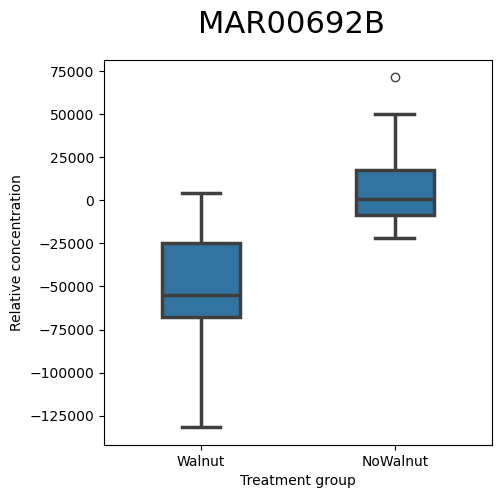 MAR00692B
75000
50000
25000
0
−25000
−50000
−75000
−100000
−125000
Relative concentration
Walnut
NoWalnut
Treatment group